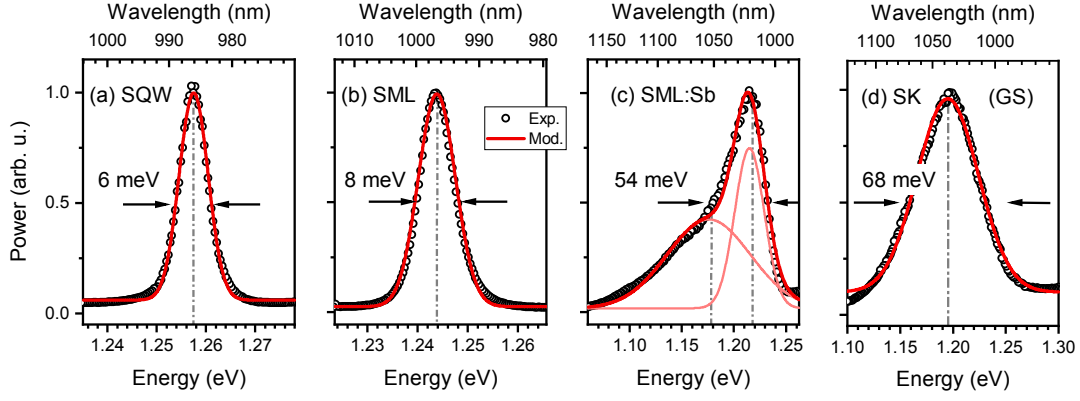 Wavelength (nm) Wavelength (nm) Wavelength (nm) Wavelength (nm)
1000 980 1010 1000 990 980 1150 1100 1050 1000 1100 1050 1000
(a) SQW (b) SML (c) SML:Sb (d) SK (GS)
Exp.
Mod.
6 meV 8 meV 54 meV 68 meV
1.0
0.5
0.0
Power (arb. u.)
1.24 1.25 1.26 1.27 1.23 1.24 1.25 1.26 1.10 1.15 1.20 1.25 1.10 1.15 1.20 1.25 1.30
Energy (eV) Energy (eV) Energy (eV) Energy (eV)